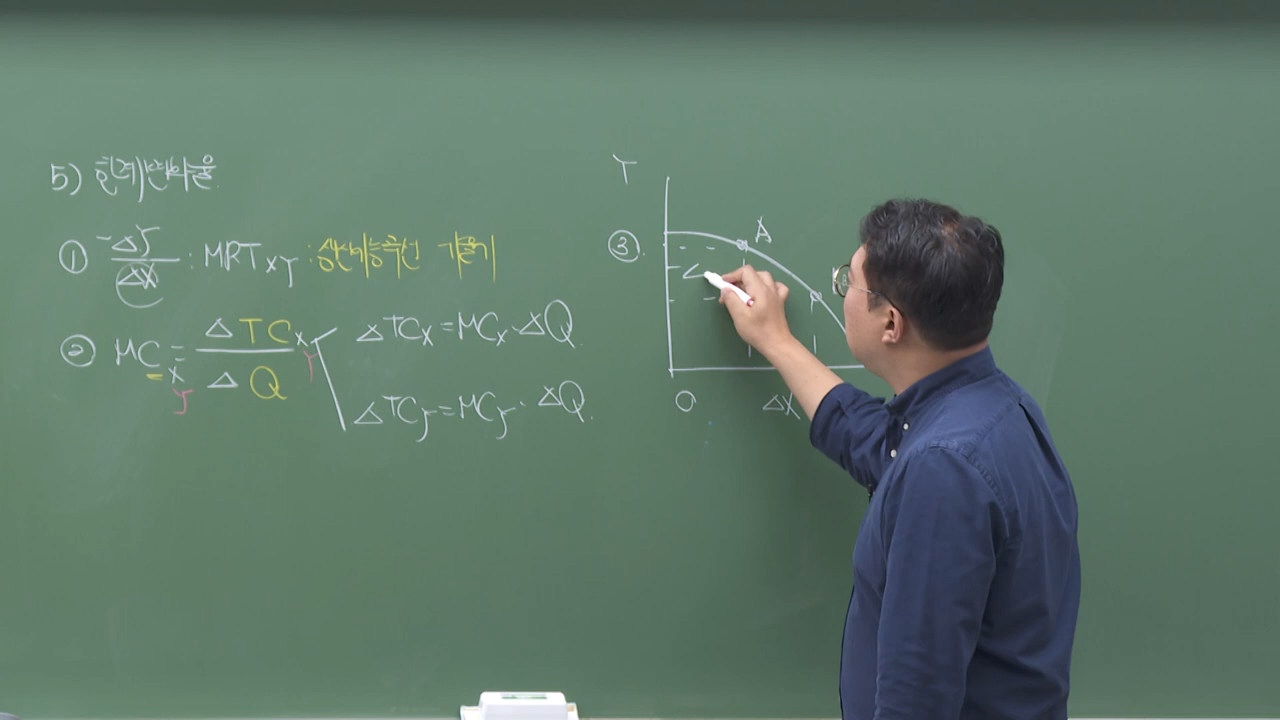 5) 한계변화율
① -ΔY/ΔX : MRTxY : 생산가능곡선 기울기
② MCx = ΔTCx/ΔQ ΔTCx = MCx·ΔQ
Y Y ΔTCY = MCY·ΔQ.
③ Y
A
O ΔX